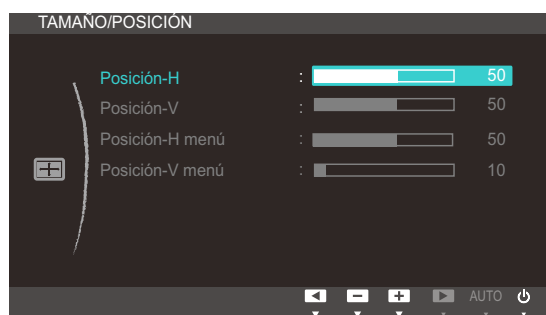 TAMAÑO/POSICIÓN
Posición-H : 50
Posición-V : 50
Posición-H menú : 50
Posición-V menú : 10
AUTO